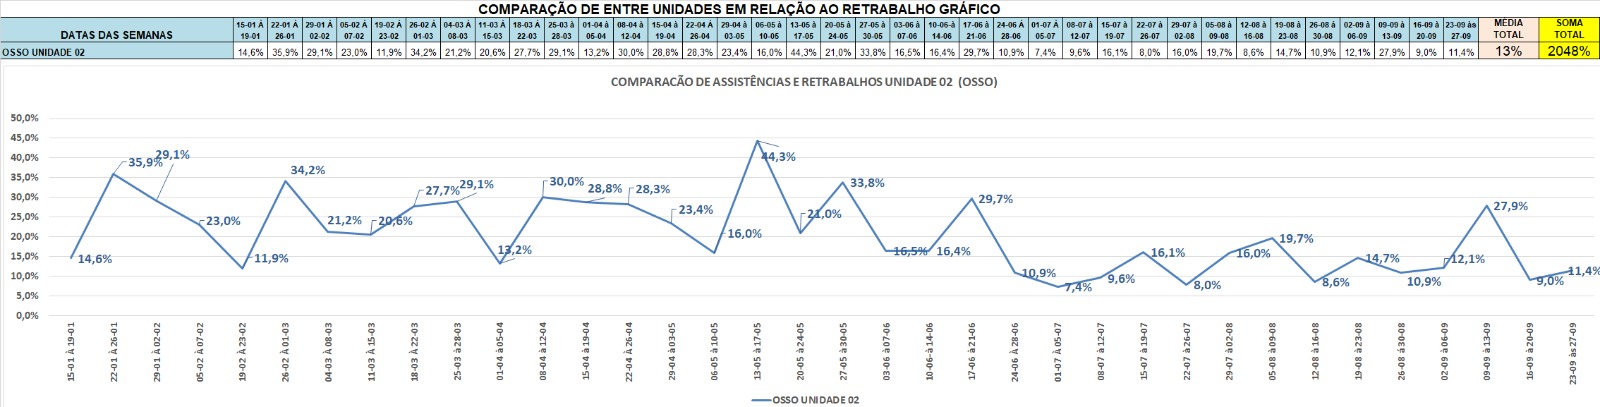 COMPARAÇÃO DE ENTRE UNIDADES EM RELAÇÃO AO RETRABALHO GRÁFICO
DATAS DAS SEMANAS 15-01 À 19-01 22-01 À 26-01 29-01 À 02-02 05-02 À 07-02 19-02 À 23-02 26-02 À 01-03 04-03 à 08-03 11-03 à 15-03 18-03 À 22-03 25-03 à 28-03 01-04 à 05-04 08-04 à 12-04 15-04 à 19-04 22-04 à 26-04 29-04 à 03-05 06-05 à 10-05 13-05 à 17-05 20-05 à 24-05 27-05 à 30-05 03-06 à 07-06 10-06 à 14-06 17-06 à 21-06 24-06 À 28-06 01-07 À 05-07 08-07 à 12-07 15-07 à 19-07 22-07 à 26-07 29-07 à 02-08 05-08 à 09-08 12-08 à 16-08 19-08 à 23-08 26-08 à 30-08 02-09 à 06-09 09-09 à 13-09 16-09 à 20-09 23-09 às 27-09 MÉDIA TOTAL SOMA TOTAL
OSSO UNIDADE 02 14,6% 35,9% 29,1% 23,0% 11,9% 34,2% 21,2% 20,6% 27,7% 29,1% 13,2% 30,0% 28,8% 28,3% 23,4% 16,0% 44,3% 21,0% 33,8% 16,5% 16,4% 29,7% 10,9% 7,4% 9,6% 16,1% 8,0% 16,0% 19,7% 8,6% 14,7% 10,9% 12,1% 27,9% 9,0% 11,4% 13% 2048%
COMPARACÃO DE ASSISTÊNCIAS E RETRABALHOS UNIDADE 02 (OSSO)
50,0%
45,0%
40,0%
35,0%
30,0%
25,0%
20,0%
15,0%
10,0%
5,0%
0,0%
14,6%
35,9%
29,1%
23,0%
11,9%
34,2%
21,2%
20,6%
27,7%
29,1%
13,2%
30,0%
28,8%
28,3%
23,4%
16,0%
44,3%
21,0%
33,8%
16,5%
16,4%
29,7%
10,9%
7,4%
9,6%
16,1%
8,0%
16,0%
19,7%
8,6%
14,7%
10,9%
12,1%
27,9%
9,0%
11,4%
15-01 À 19-01
22-01 À 26-01
29-01 À 02-02
05-02 À 07-02
19-02 À 23-02
26-02 À 01-03
04-03 à 08-03
11-03 à 15-03
18-03 À 22-03
25-03 à 28-03
01-04 à 05-04
08-04 à 12-04
15-04 à 19-04
22-04 à 26-04
29-04 à 03-05
06-05 à 10-05
13-05 à 17-05
20-05 à 24-05
27-05 à 30-05
03-06 à 07-06
10-06 à 14-06
17-06 à 21-06
24-06 À 28-06
01-07 À 05-07
08-07 à 12-07
15-07 à 19-07
22-07 à 26-07
29-07 à 02-08
05-08 à 09-08
12-08 à 16-08
19-08 à 23-08
26-08 à 30-08
02-09 à 06-09
09-09 à 13-09
16-09 à 20-09
23-09 às 27-09
OSSO UNIDADE 02